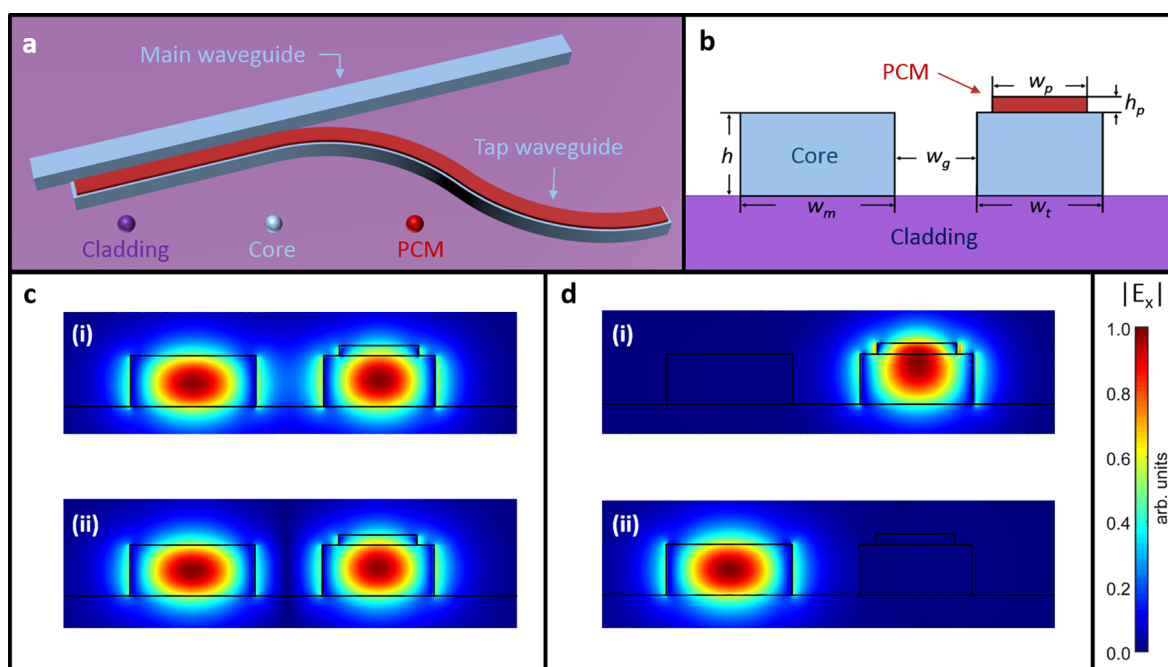 a
Main waveguide
Tap waveguide
Cladding
Core
PCM
b
PCM
w_p
h_p
h
Core
w_g
w_m
w_t
Cladding
c
(i)
(ii)
d
(i)
(ii)
|E_x|
1.0
0.8
0.6
0.4
0.2
0.0
arb. units